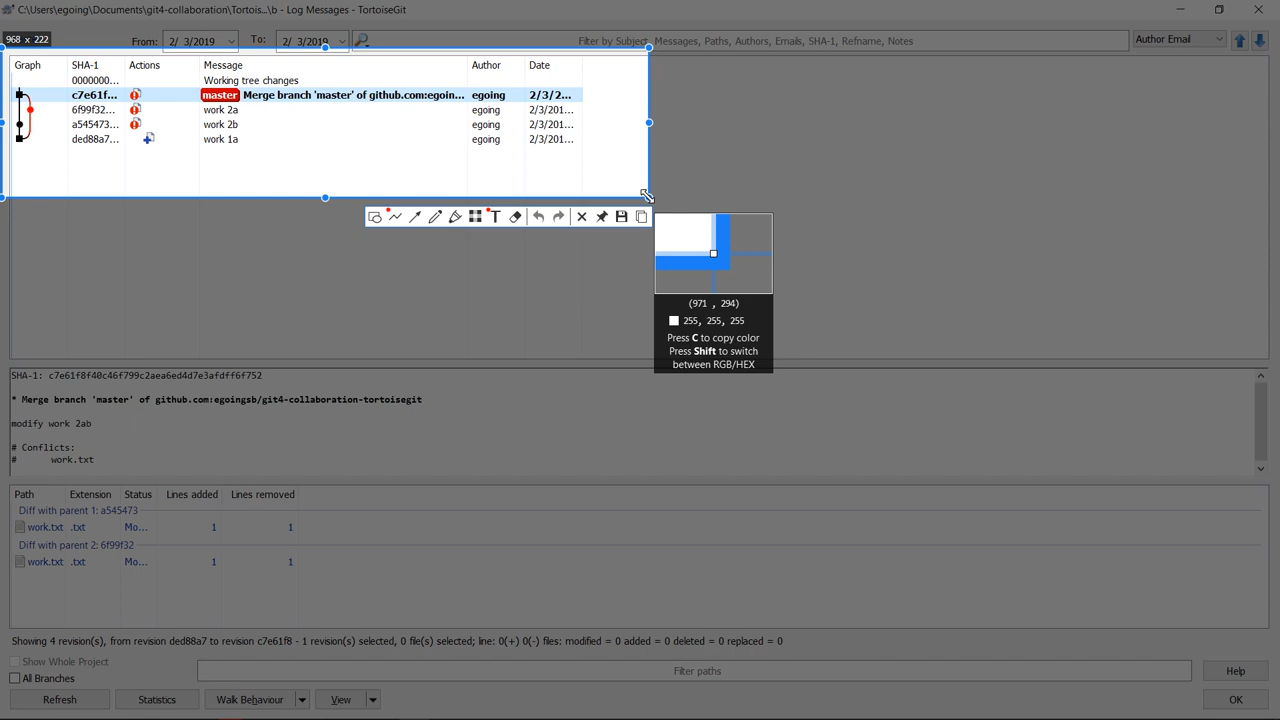 C:\Users\egoing\Documents\git4-collaboration\Tortois...\b - Log Messages - TortoiseGit
968 x 222
From: 2/ 3/2019 To: 2/ 3/2019 Filter by Subject, Messages, Paths, Authors, Emails, SHA-1, Refname, Notes Author Email
Graph SHA-1 Actions Message Author Date
0000000... Working tree changes
c7e61f... master Merge branch 'master' of github.com:egoin... egoing 2/3/2...
6f99f32... work 2a egoing 2/3/201...
a545473... work 2b egoing 2/3/201...
ded88a7... work 1a egoing 2/3/201...
T
(971 , 294)
255, 255, 255
Press C to copy color
Press Shift to switch
between RGB/HEX
SHA-1: c7e61f8f40c46f799c2aea6ed4d7e3afdff6f752
* Merge branch 'master' of github.com:egoingsb/git4-collaboration-tortoisegit
modify work 2ab
# Conflicts:
# work.txt
Path Extension Status Lines added Lines removed
Diff with parent 1: a545473
work.txt .txt Mo... 1 1
Diff with parent 2: 6f99f32
work.txt .txt Mo... 1 1
Showing 4 revision(s), from revision ded88a7 to revision c7e61f8 - 1 revision(s) selected, 0 file(s) selected; line: 0(+) 0(-) files: modified = 0 added = 0 deleted = 0 replaced = 0
Show Whole Project
All Branches
Filter paths
Help
Refresh Statistics Walk Behaviour View OK